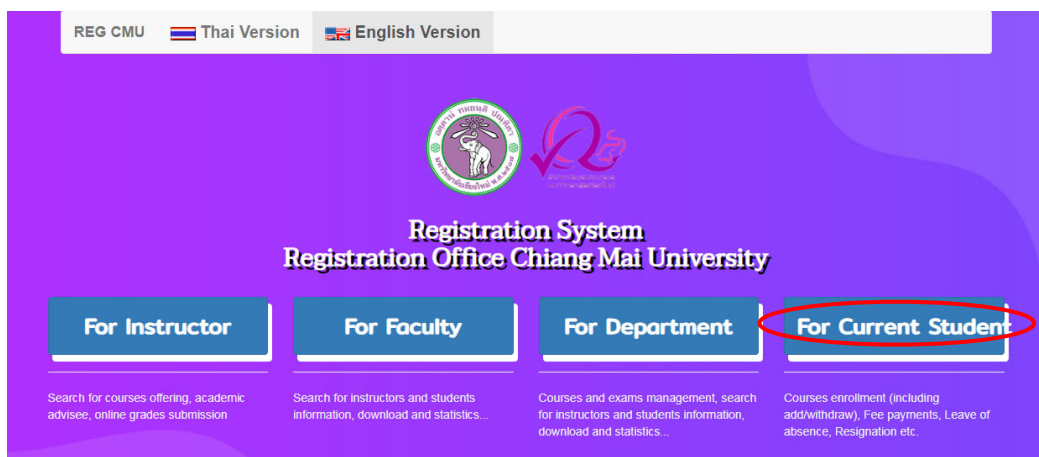 REG CMU Thai Version English Version
Registration System
Registration Office Chiang Mai University
For Instructor
For Faculty
For Department
For Current Student
Search for courses offering, academic
advisee, online grades submission
Search for instructors and students
information, download and statistics...
Courses and exams management, search
for instructors and students information,
download and statistics...
Courses enrollment (including
add/withdraw), Fee payments, Leave of
absence, Resignation etc.